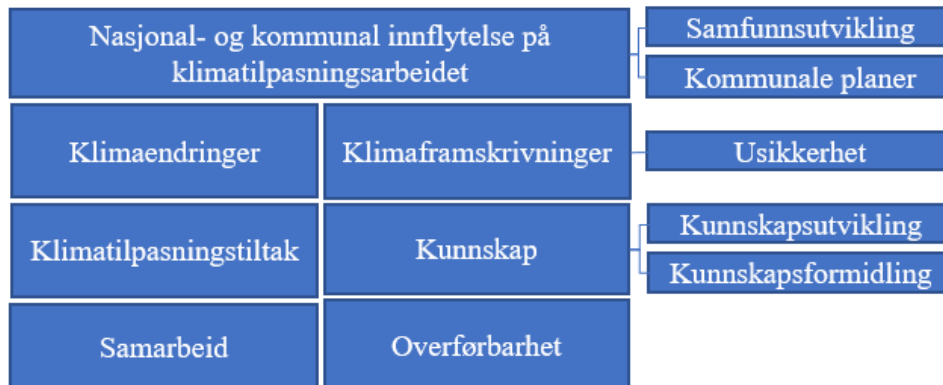 Nasjonal- og kommunal innflytelse på
klimatilpasningsarbeidet
Samfunnsutvikling
Kommunale planer
Klimaendringer
Klimaframskrivninger
Usikkerhet
Klimatilpasningstiltak
Kunnskap
Kunnskapsutvikling
Kunnskapsformidling
Samarbeid
Overførbarhet